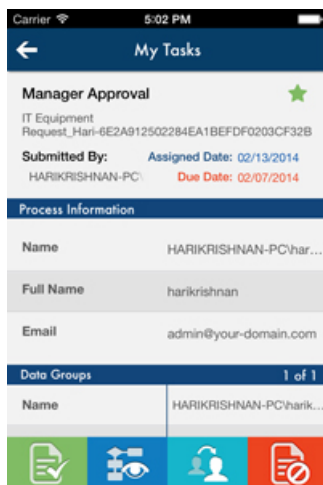 Carrier 5:02 PM
My Tasks
Manager Approval
IT Equipment
Request_Hari-6E2A912502284EA1BEFDF0203CF32B
Submitted By: Assigned Date: 02/13/2014
HARIKRISHNAN-PC\ Due Date: 02/07/2014
Process Information
Name HARIKRISHNAN-PC\har...
Full Name harikrishnan
Email admin@your-domain.com
Data Groups 1 of 1
Name HARIKRISHNAN-PC\harik...